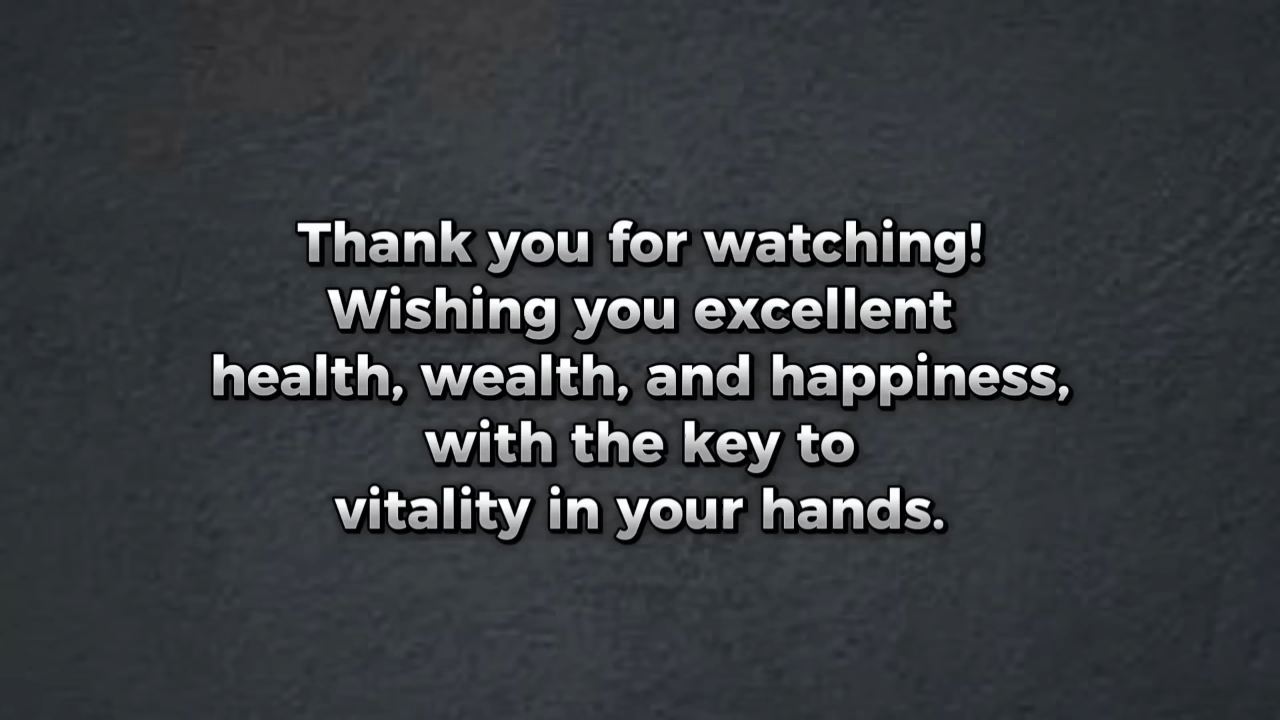 Thank you for watching!
Wishing you excellent
health, wealth, and happiness,
with the key to
vitality in your hands.